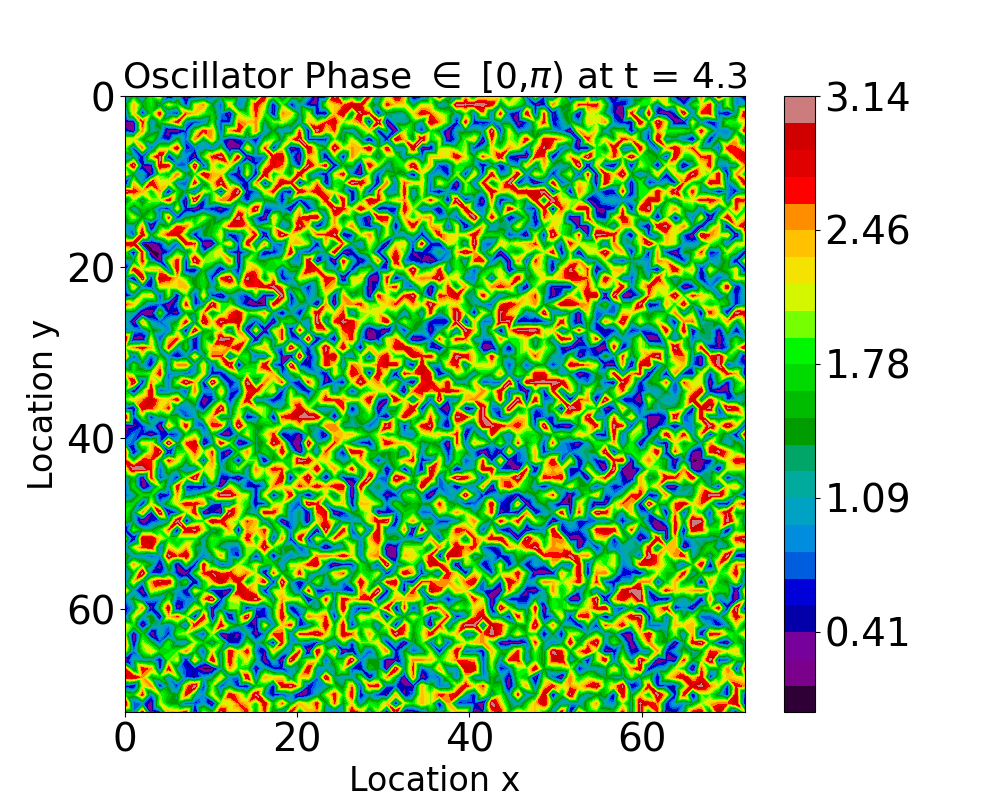 Oscillator Phase ∈ [0,π) at t = 4.3
0
20
40
60
Location y
0 20 40 60
Location x
3.14
2.46
1.78
1.09
0.41